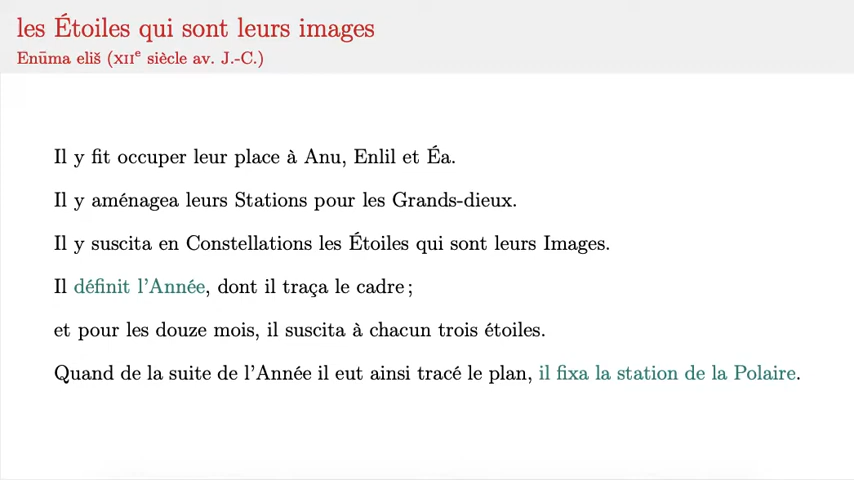 les Étoiles qui sont leurs images
Enūma eliš (XIIe siècle av. J.-C.)
Il y fit occuper leur place à Anu, Enlil et Éa.
Il y aménagea leurs Stations pour les Grands-dieux.
Il y suscita en Constellations les Étoiles qui sont leurs Images.
Il définit l'Année, dont il traça le cadre ;
et pour les douze mois, il suscita à chacun trois étoiles.
Quand de la suite de l'Année il eut ainsi tracé le plan, il fixa la station de la Polaire.